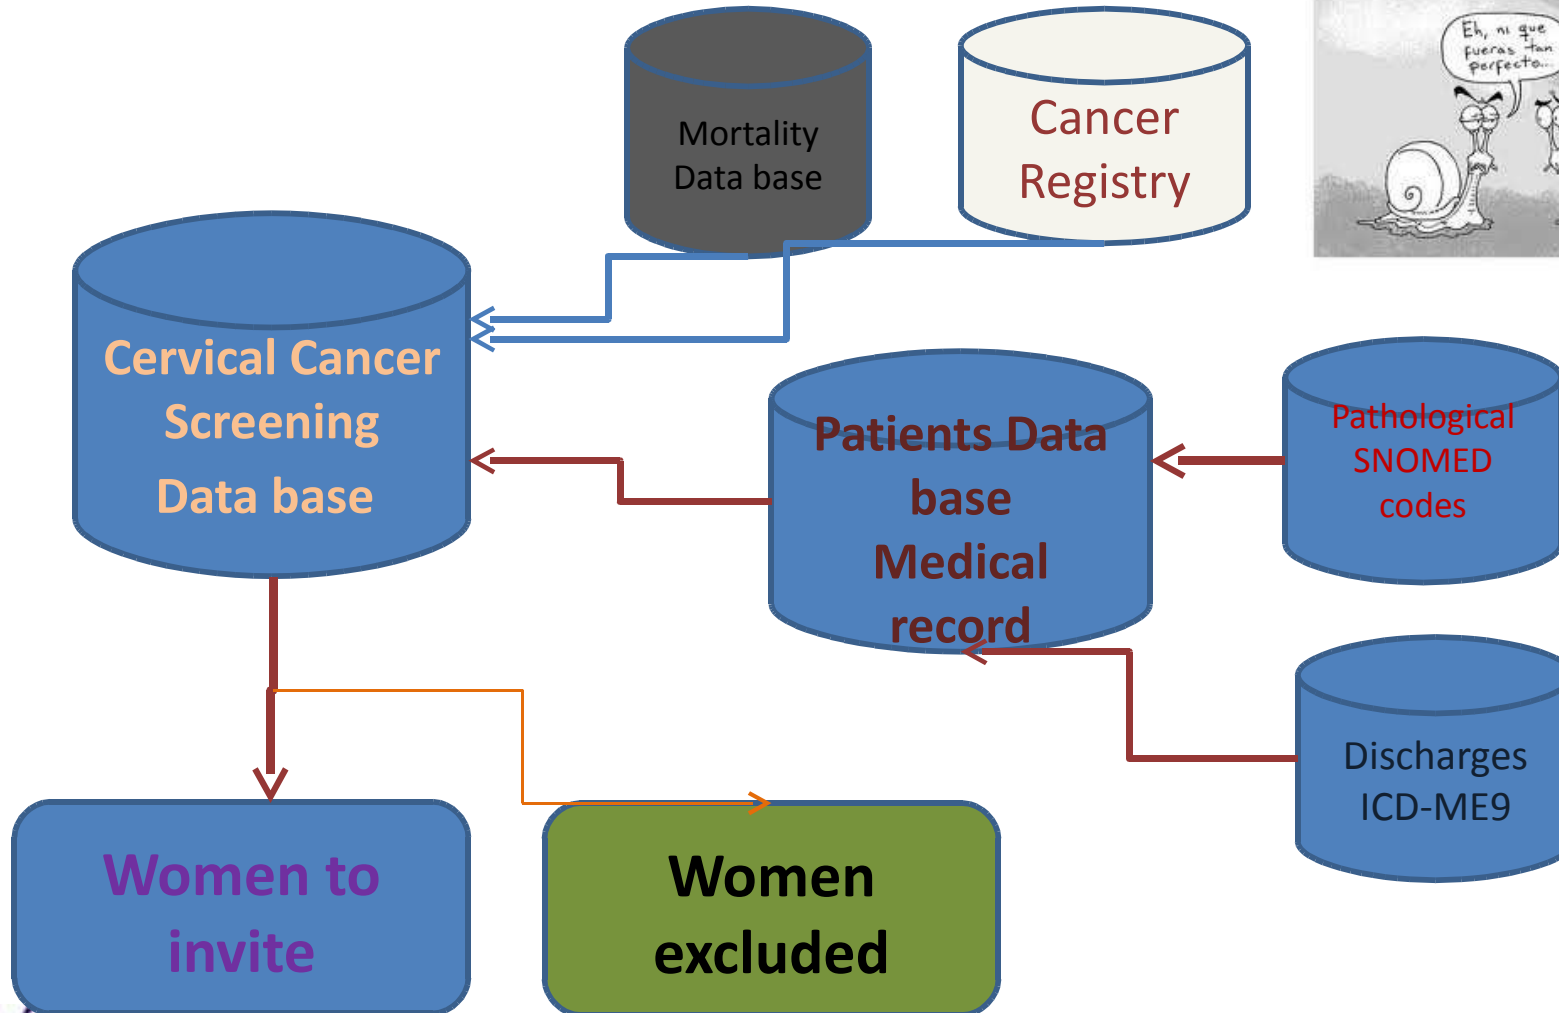 Mortality
Data base
Cancer
Registry
Eh, ni que
fueras tan
perfecto...
Cervical Cancer
Screening
Data base
Patients Data
base
Medical
record
Pathological
SNOMED
codes
Discharges
ICD-ME9
Women to
invite
Women
excluded